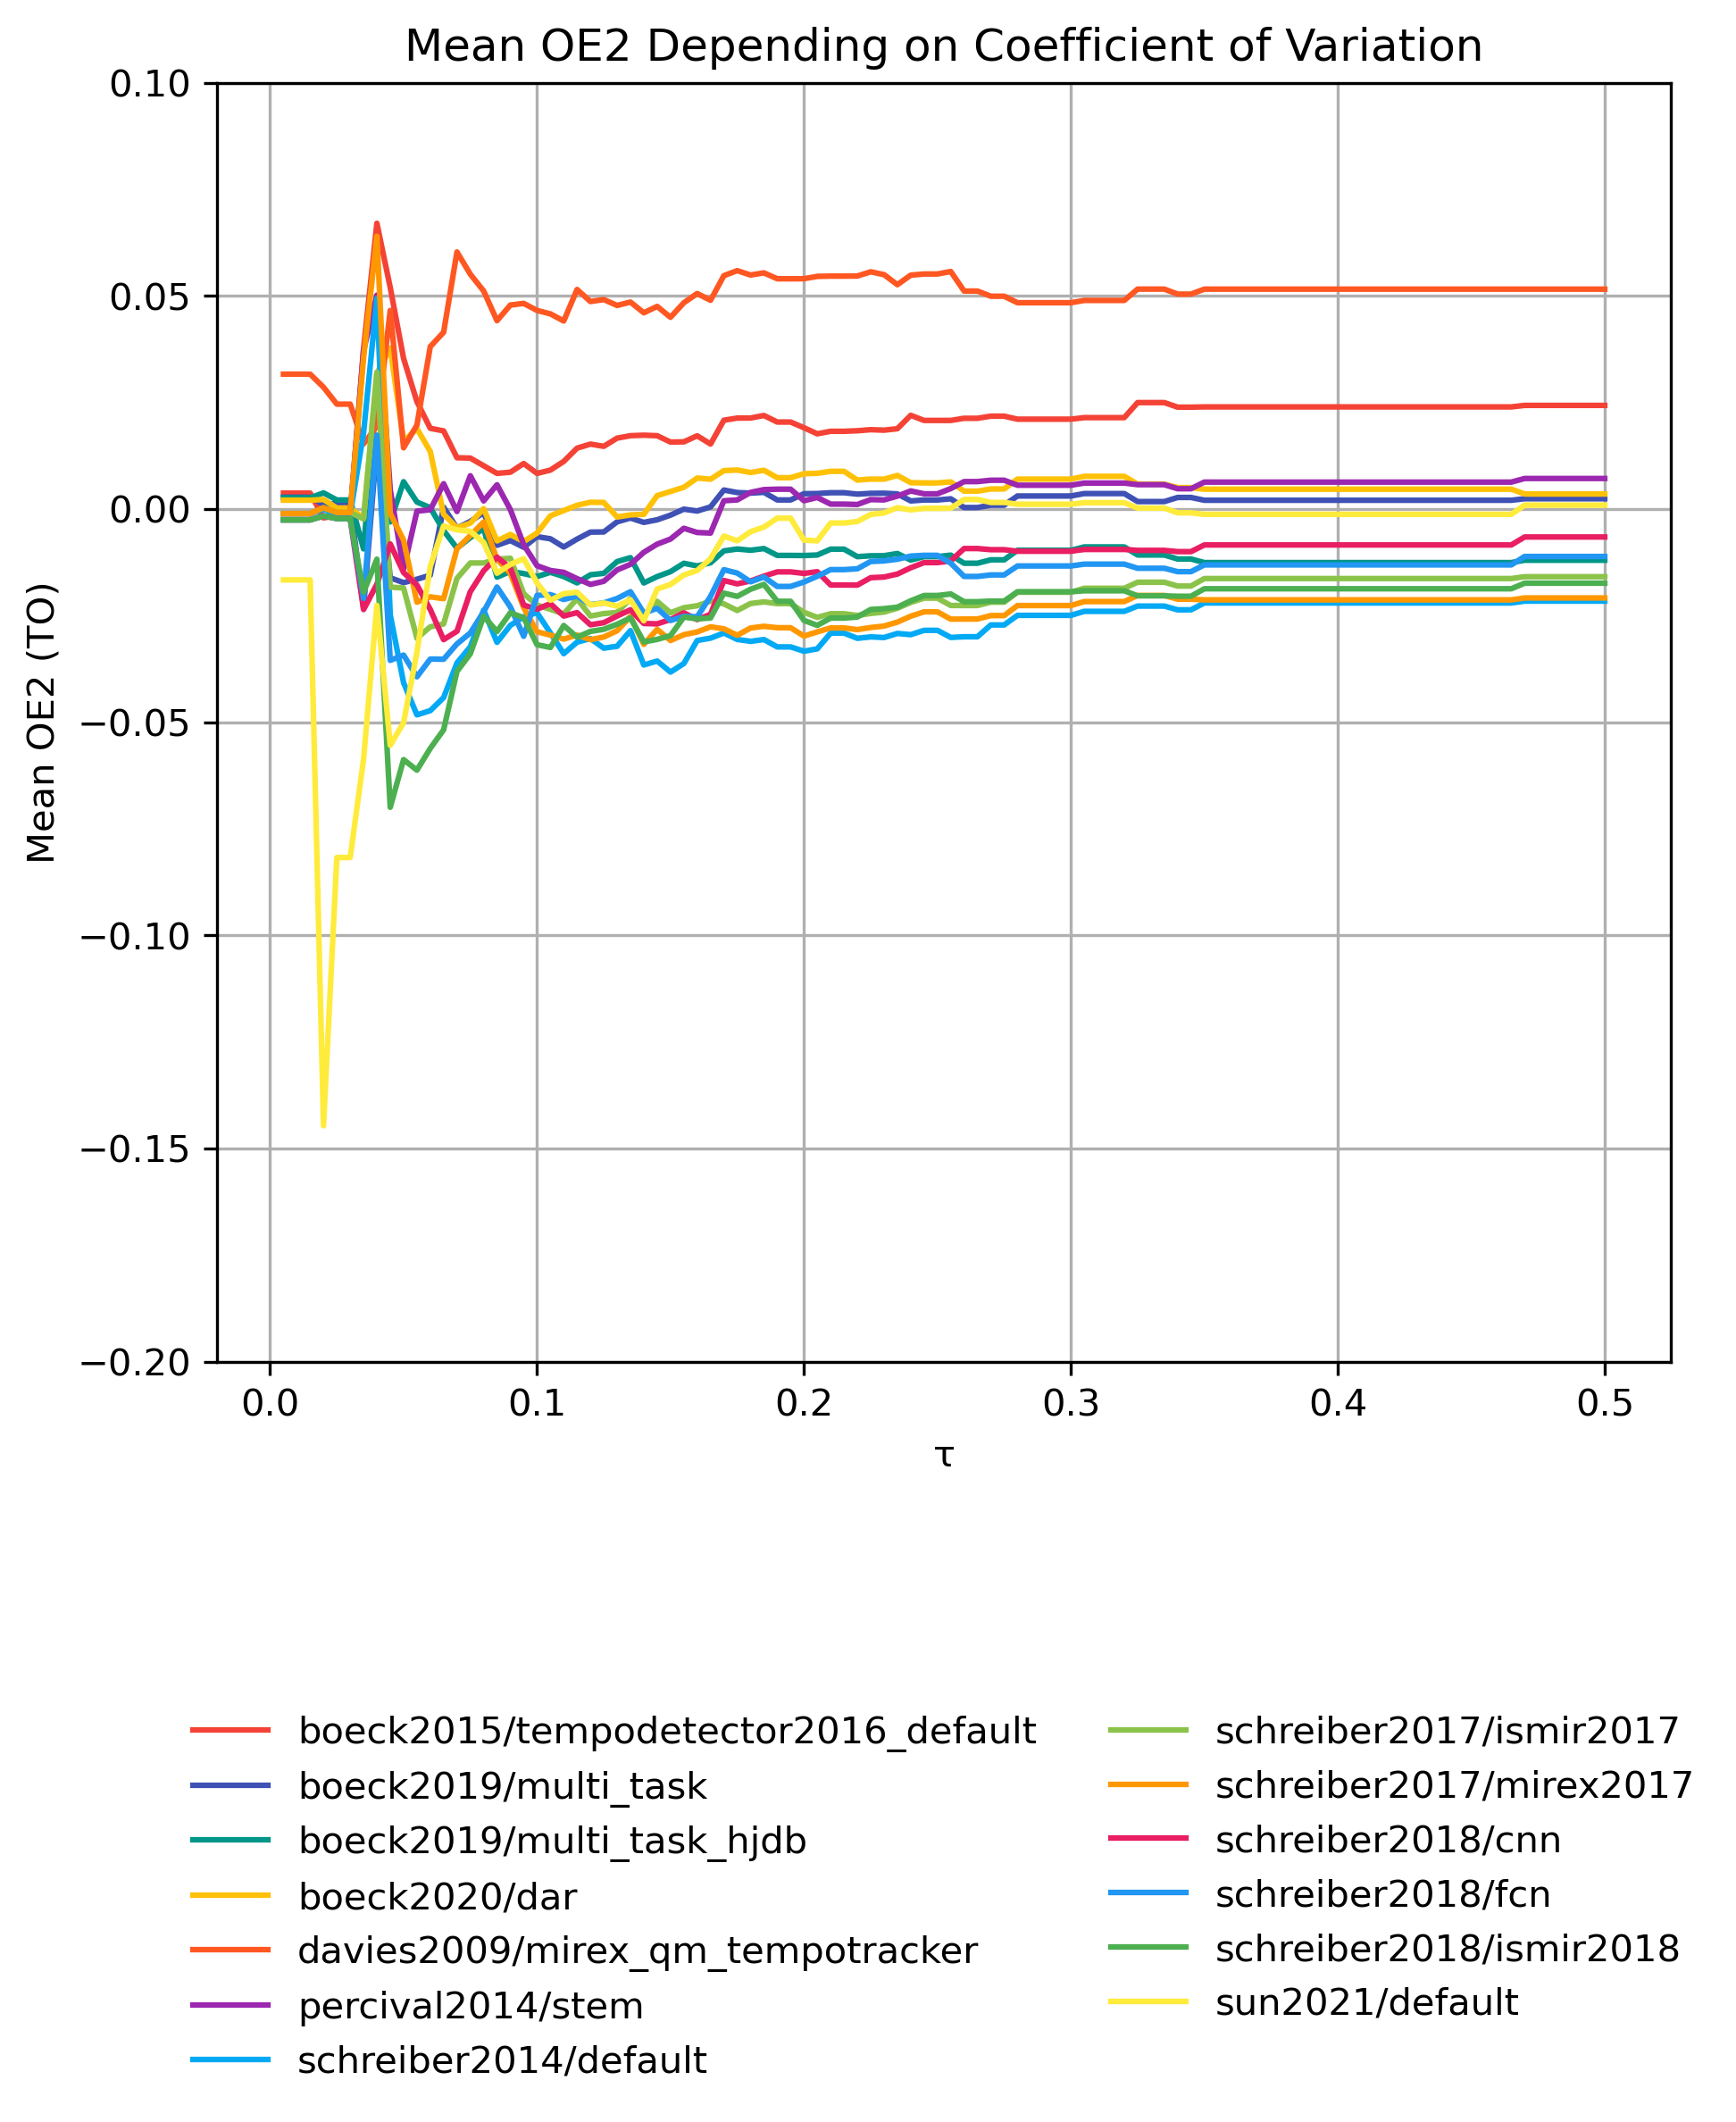 Mean OE2 Depending on Coefficient of Variation
0.10
0.05
0.00
−0.05
−0.10
−0.15
−0.20
Mean OE2 (TO)
0.0 0.1 0.2 0.3 0.4 0.5
τ
boeck2015/tempodetector2016_default
boeck2019/multi_task
boeck2019/multi_task_hjdb
boeck2020/dar
davies2009/mirex_qm_tempotracker
percival2014/stem
schreiber2014/default
schreiber2017/ismir2017
schreiber2017/mirex2017
schreiber2018/cnn
schreiber2018/fcn
schreiber2018/ismir2018
sun2021/default